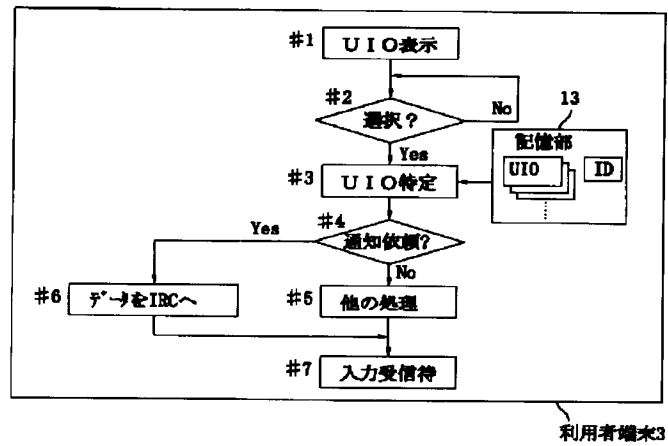 #1 UIO表示
#2 選択?
No
Yes
13
記憶部
UIO ID
#3 UIO特定
#4 通知依頼?
Yes
No
#6 データをIRCへ
#5 他の処理
#7 入力受信待
利用者端末3